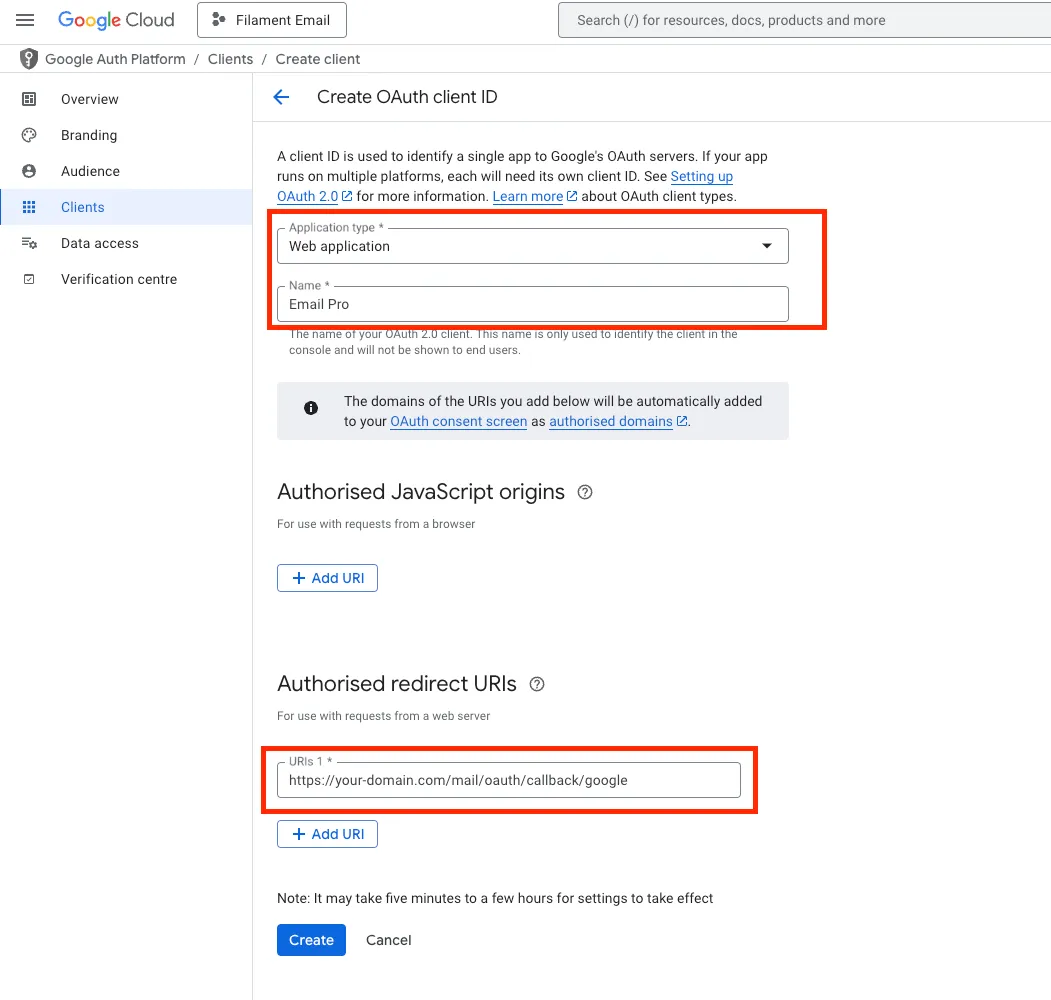 Google Cloud
Filament Email
Search (/) for resources, docs, products and more
Google Auth Platform / Clients / Create client
Overview
Branding
Audience
Clients
Data access
Verification centre
Create OAuth client ID
A client ID is used to identify a single app to Google's OAuth servers. If your app
runs on multiple platforms, each will need its own client ID. See Setting up
OAuth 2.0 for more information. Learn more about OAuth client types.
Application type *
Web application
Name *
Email Pro
The name of your OAuth 2.0 client. This name is only used to identify the client in the
console and will not be shown to end users.
The domains of the URIs you add below will be automatically added
to your OAuth consent screen as authorised domains.
Authorised JavaScript origins
For use with requests from a browser
+ Add URI
Authorised redirect URIs
For use with requests from a web server
URIs 1 *
https://your-domain.com/mail/oauth/callback/google
+ Add URI
Note: It may take five minutes to a few hours for settings to take effect
Create
Cancel